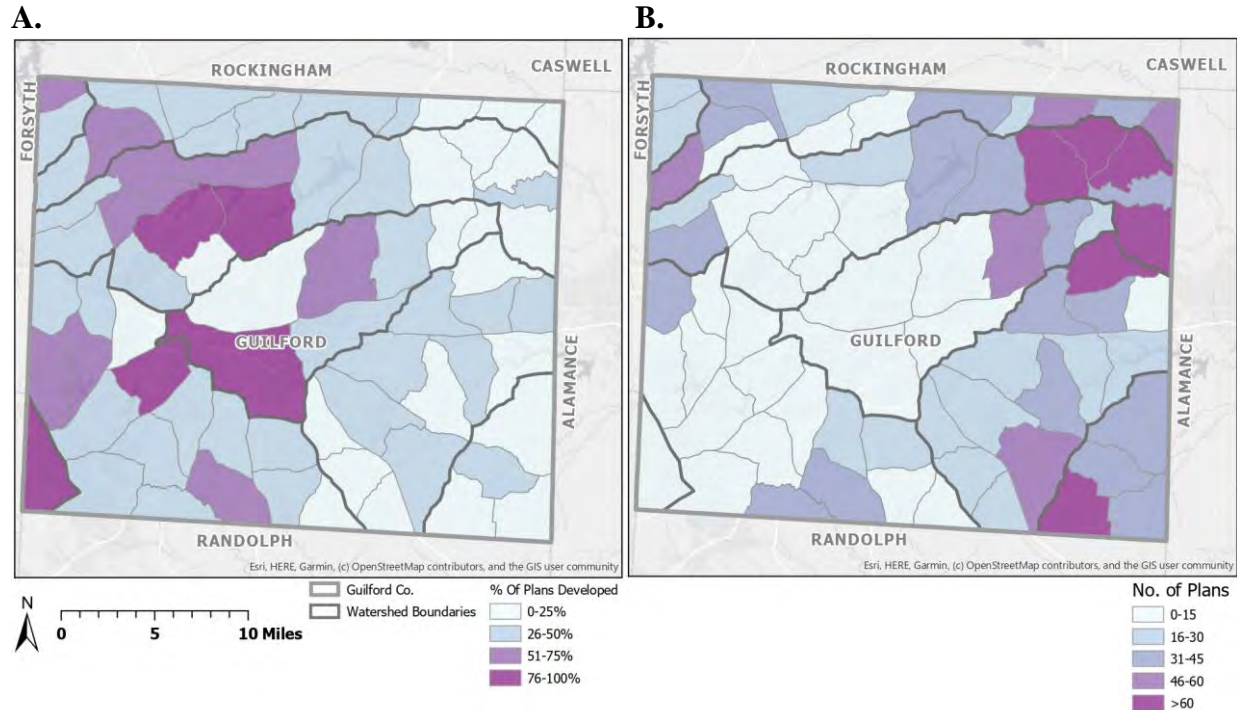 A.
B.
ROCKINGHAM
CASWELL
FORSYTH
GUILFORD
ALAMANCE
RANDOLPH
Esri, HERE, Garmin, (c) OpenStreetMap contributors, and the GIS user community
ROCKINGHAM
CASWELL
FORSYTH
GUILFORD
ALAMANCE
RANDOLPH
Esri, HERE, Garmin, (c) OpenStreetMap contributors, and the GIS user community
N
0 5 10 Miles
Guilford Co.
Watershed Boundaries
% Of Plans Developed
0-25%
26-50%
51-75%
76-100%
No. of Plans
0-15
16-30
31-45
46-60
>60